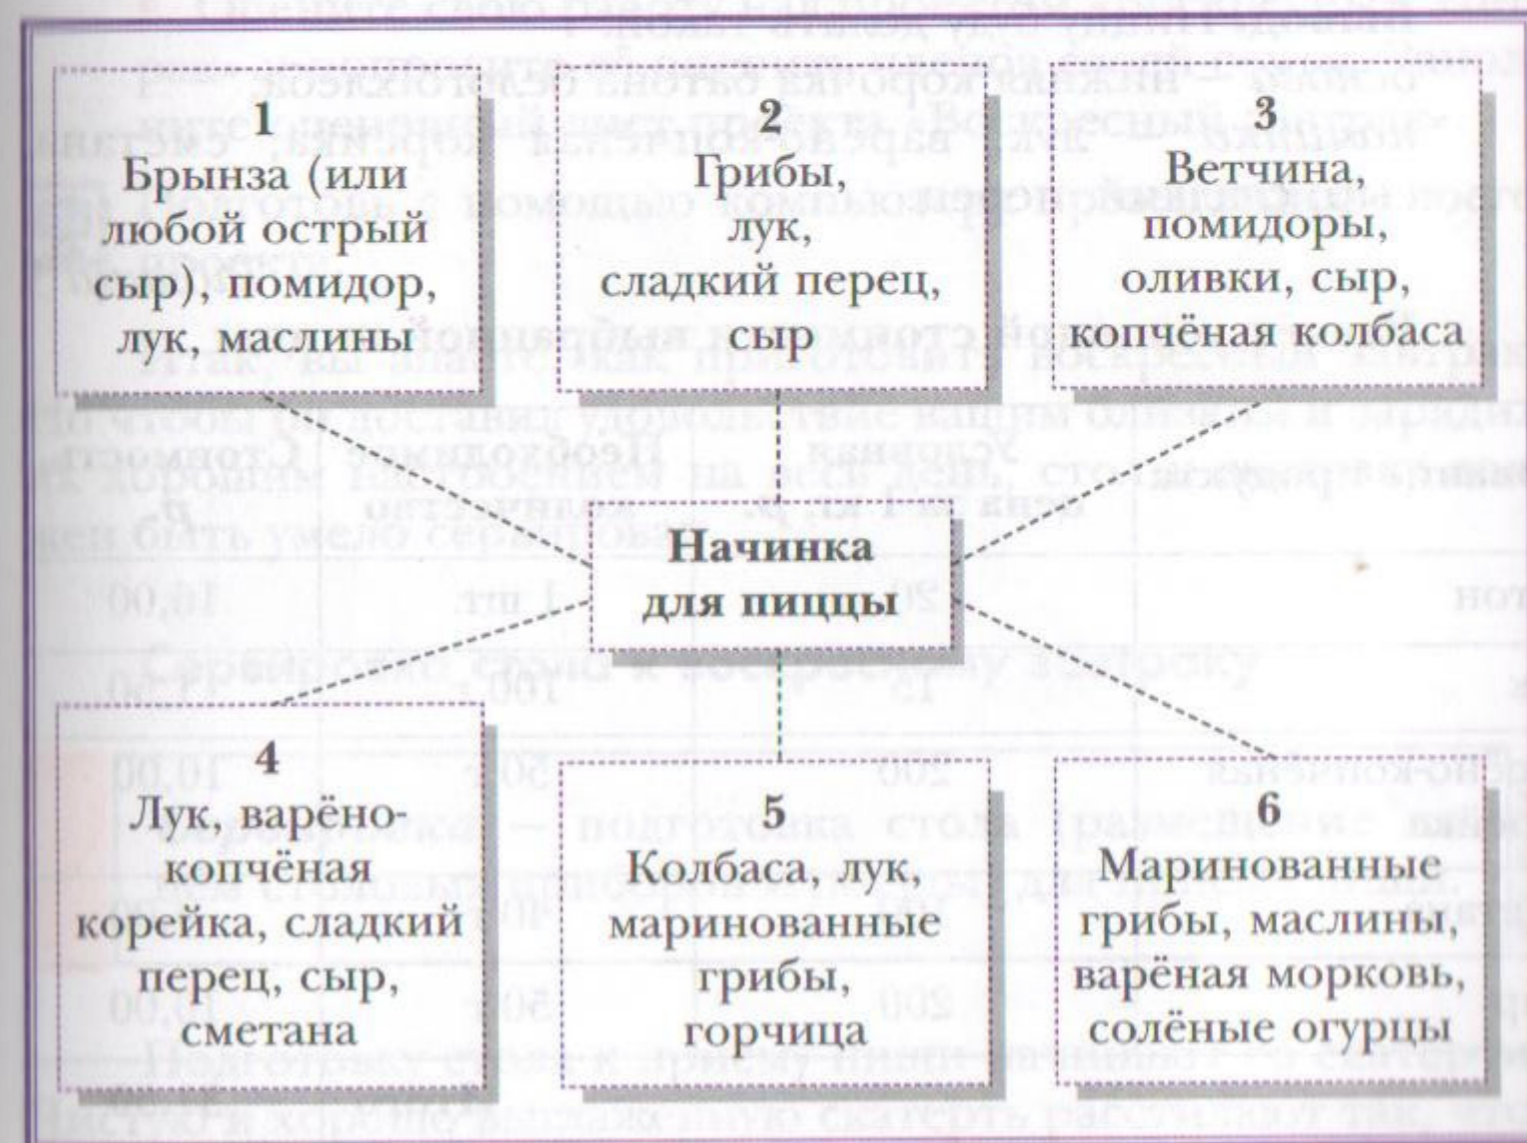 1
Брынза (или
любой острый
сыр), помидор,
лук, маслины
2
Грибы,
лук,
сладкий перец,
сыр
3
Ветчина,
помидоры,
оливки, сыр,
копчёная колбаса
Начинка
для пиццы
4
Лук, варёно-
копчёная
корейка, сладкий
перец, сыр,
сметана
5
Колбаса, лук,
маринованные
грибы,
горчица
6
Маринованные
грибы, маслины,
варёная морковь,
солёные огурцы